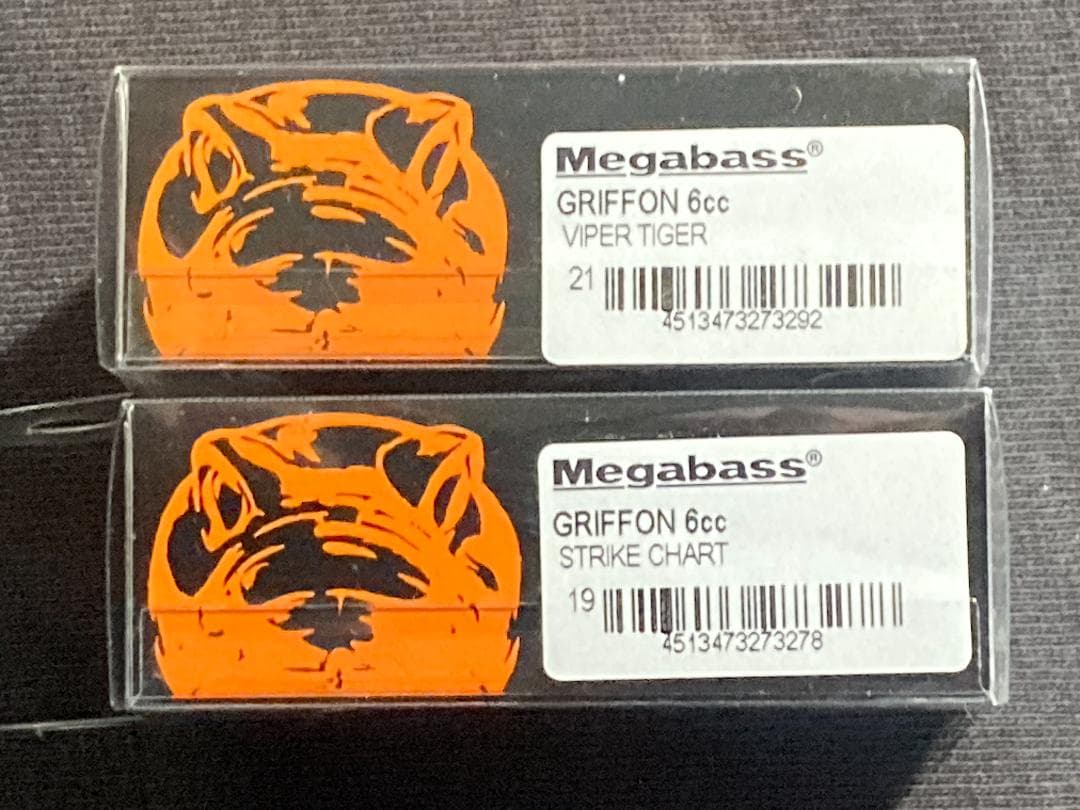 Megabass®
GRIFFON 6cc
VIPER TIGER
21
4513473273292
Megabass®
GRIFFON 6cc
STRIKE CHART
19
4513473273278